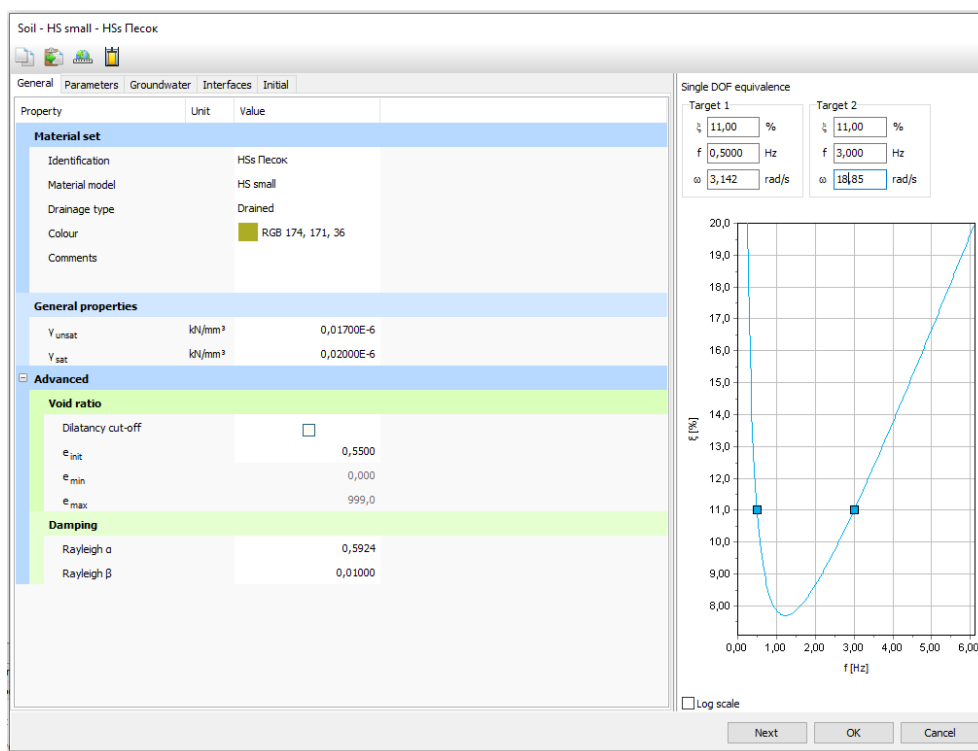 Soil - HS small - HSs Песок
General Parameters Groundwater Interfaces Initial
Property Unit Value
Material set
Identification HSs Песок
Material model HS small
Drainage type Drained
Colour RGB 174, 171, 36
Comments
General properties
γunsat kN/mm³ 0,01700E-6
γsat kN/mm³ 0,02000E-6
Advanced
Void ratio
Dilatancy cut-off
einit 0,5500
emin 0,000
emax 999,0
Damping
Rayleigh α 0,5924
Rayleigh β 0,01000
Single DOF equivalence
Target 1
ξ 11,00 %
f 0,5000 Hz
ω 3,142 rad/s
Target 2
ξ 11,00 %
f 3,000 Hz
ω 18,85 rad/s
20,0
19,0
18,0
17,0
16,0
15,0
14,0
13,0
12,0
11,0
10,0
9,00
8,00
ξ [%]
0,00 1,00 2,00 3,00 4,00 5,00 6,00
f [Hz]
Log scale
Next OK Cancel